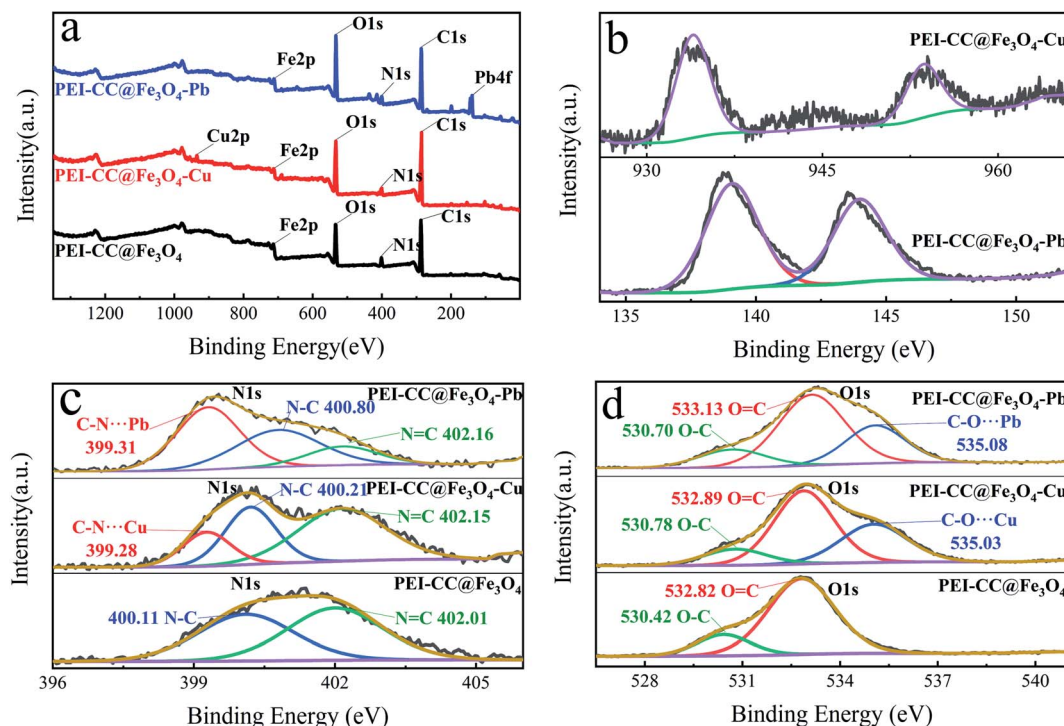 a
O1s
C1s
Fe2p
N1s
Pb4f
PEI-CC@Fe₃O₄-Pb
O1s
C1s
Cu2p
Fe2p
N1s
PEI-CC@Fe₃O₄-Cu
O1s
C1s
Fe2p
N1s
PEI-CC@Fe₃O₄
Intensity(a.u.)
1200 1000 800 600 400 200
Binding Energy(eV)
b
PEI-CC@Fe₃O₄-Cu
930 945 960
PEI-CC@Fe₃O₄-Pb
Intensity(a.u.)
135 140 145 150
Binding Energy (eV)
c
N1s
PEI-CC@Fe₃O₄-Pb
C-N···Pb
399.31
N-C 400.80
N=C 402.16
N1s
N-C 400.21
PEI-CC@Fe₃O₄-Cu
C-N···Cu
399.28
N=C 402.15
N1s
PEI-CC@Fe₃O₄
400.11 N-C
N=C 402.01
Intensity(a.u.)
396 399 402 405
Binding Energy (eV)
d
O1s
PEI-CC@Fe₃O₄-Pb
533.13 O=C
530.70 O-C
C-O···Pb
535.08
O1s
PEI-CC@Fe₃O₄-Cu
532.89 O=C
530.78 O-C
C-O···Cu
535.03
O1s
PEI-CC@Fe₃O₄
532.82 O=C
530.42 O-C
Intensity(a.u.)
528 531 534 537 540
Binding Energy (eV)